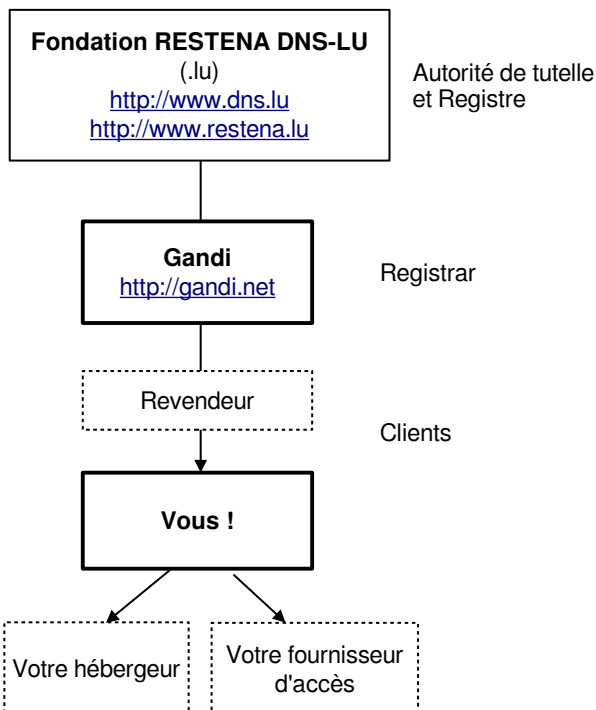 Fondation RESTENA DNS-LU
(.lu)
http://www.dns.lu
http://www.restena.lu
Autorité de tutelle
et Registre
Gandi
http://gandi.net
Registrar
Revendeur
Clients
Vous !
Votre hébergeur
Votre fournisseur
d'accès